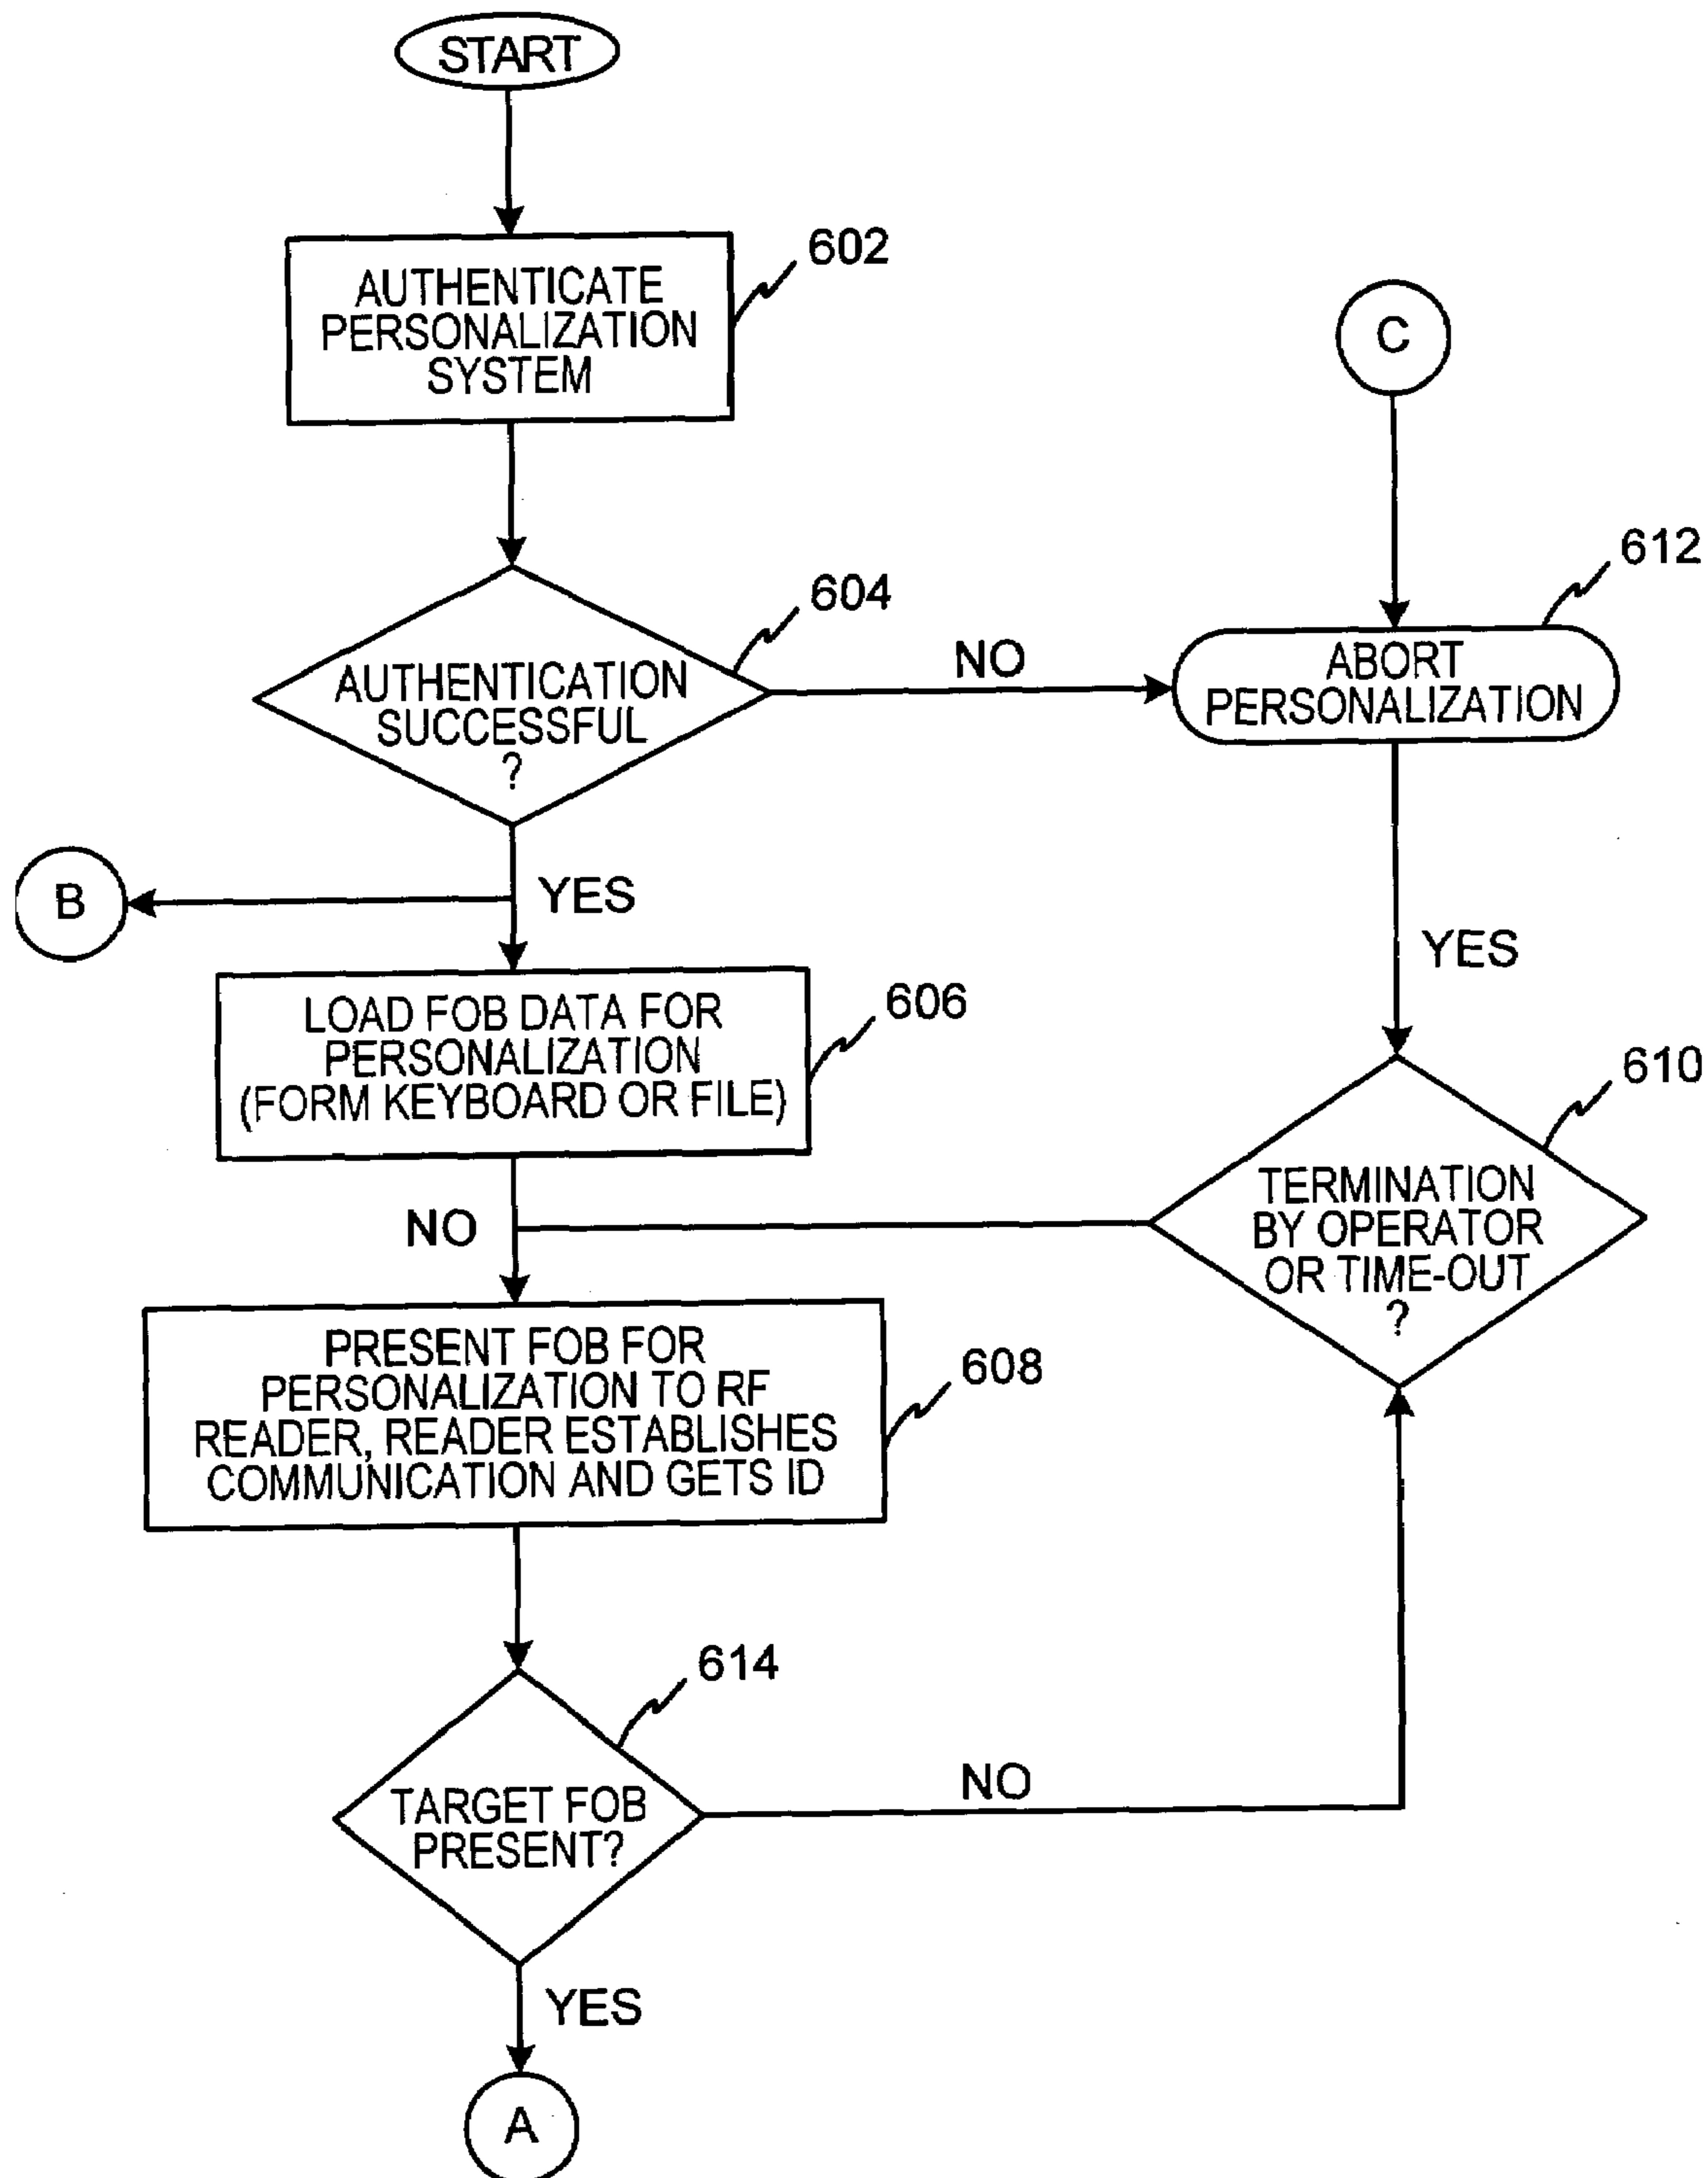 START
602
AUTHENTICATE
PERSONALIZATION
SYSTEM
C
612
604
NO
ABORT
PERSONALIZATION
AUTHENTICATION
SUCCESSFUL
?
B
YES
YES
606
LOAD FOB DATA FOR
PERSONALIZATION
(FORM KEYBOARD OR FILE)
610
TERMINATION
BY OPERATOR
OR TIME-OUT
?
NO
608
PRESENT FOB FOR
PERSONALIZATION TO RF
READER, READER ESTABLISHES
COMMUNICATION AND GETS ID
614
NO
TARGET FOB
PRESENT?
YES
A